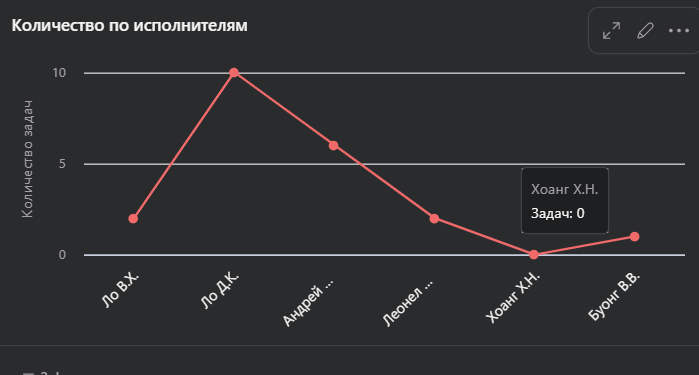 Количество по исполнителям
Количество задач
10
5
0
Хоанг Х.Н.
Задач: 0
Ло В.Х.
Ло Д.К.
Андрей ...
Леонел ...
Хоанг Х.Н.
Буонг В.В.